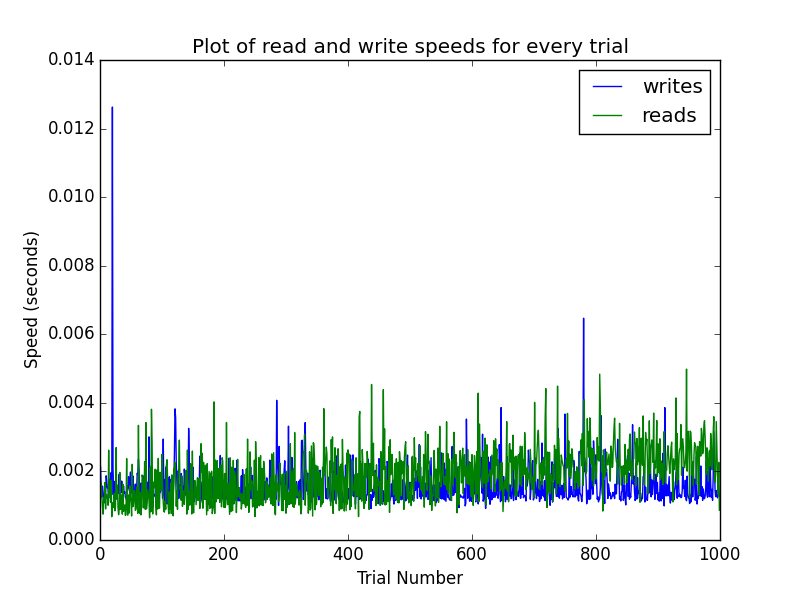 Plot of read and write speeds for every trial
0.014
0.012
0.010
0.008
0.006
0.004
0.002
0.000
Speed (seconds)
writes
reads
0 200 400 600 800 1000
Trial Number